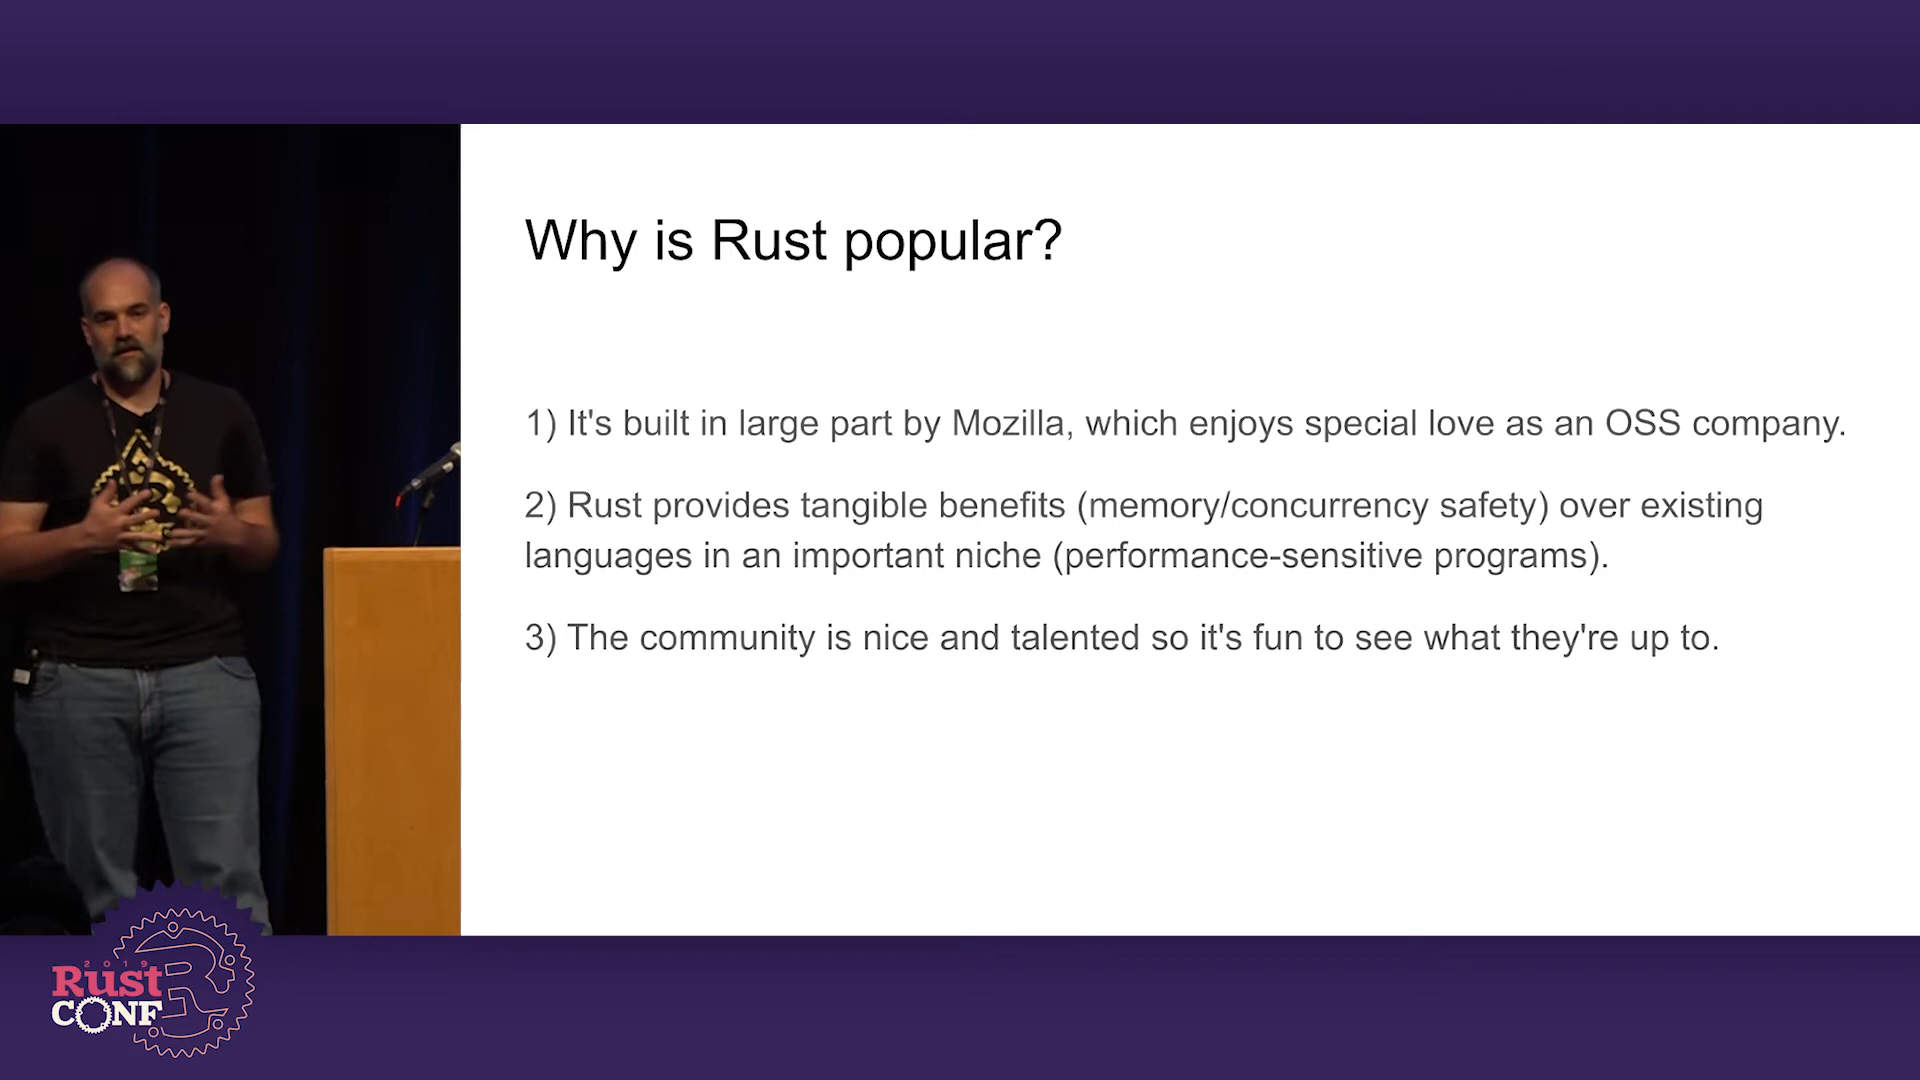 Why is Rust popular?
1) It's built in large part by Mozilla, which enjoys special love as an OSS company.
2) Rust provides tangible benefits (memory/concurrency safety) over existing
languages in an important niche (performance-sensitive programs).
3) The community is nice and talented so it's fun to see what they're up to.
2019
Rust
CONF
R